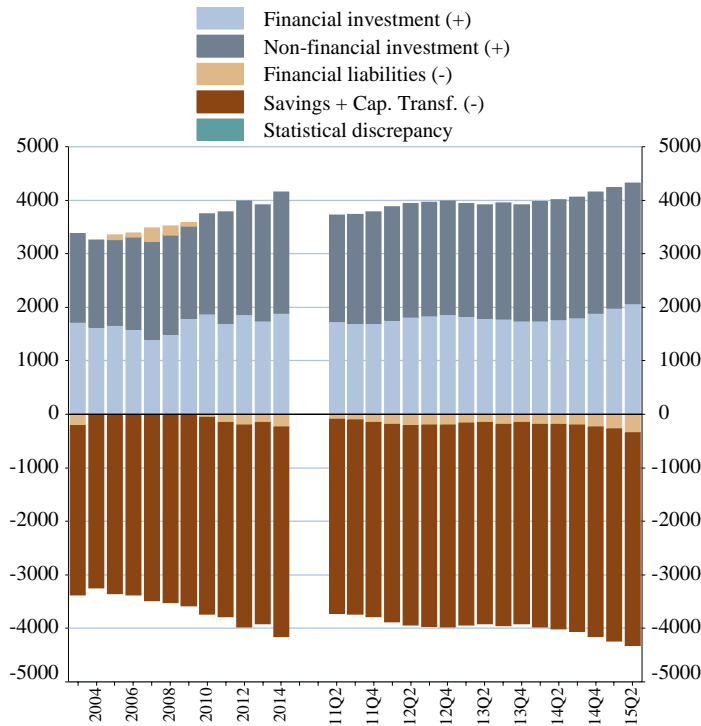 Financial investment (+)
Non-financial investment (+)
Financial liabilities (-)
Savings + Cap. Transf. (-)
Statistical discrepancy
5000 5000
4000 4000
3000 3000
2000 2000
1000 1000
0 0
-1000 -1000
-2000 -2000
-3000 -3000
-4000 -4000
-5000 -5000
2004 2006 2008 2010 2012 2014 11Q2 11Q4 12Q2 12Q4 13Q2 13Q4 14Q2 14Q4 15Q2